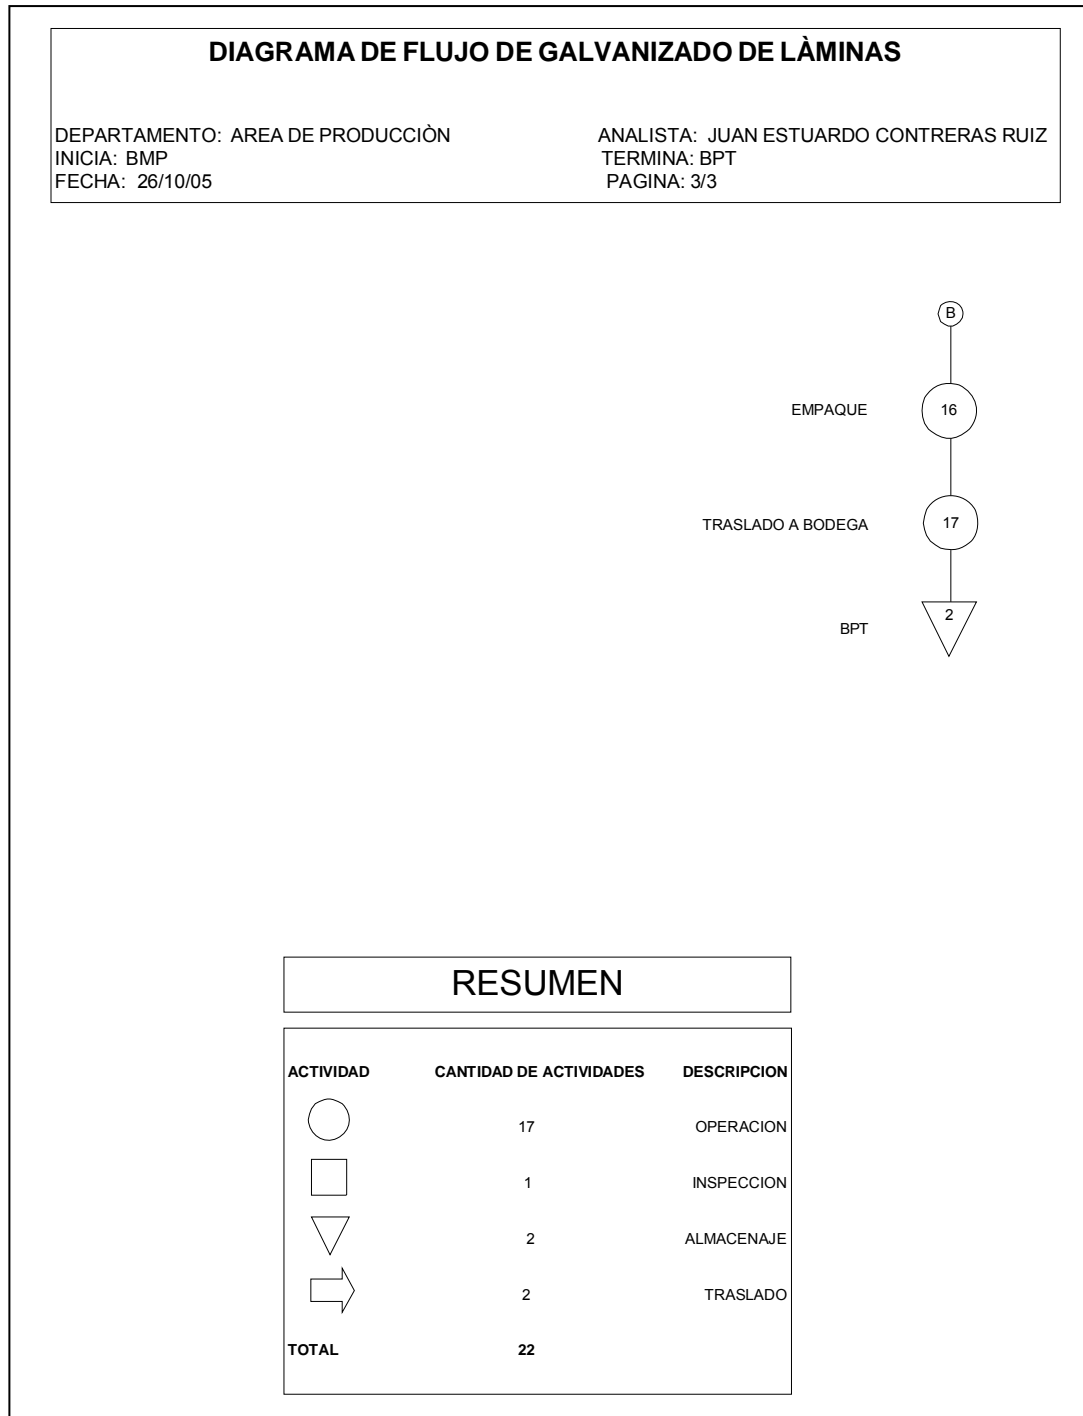 DIAGRAMA DE FLUJO DE GALVANIZADO DE LÀMINAS
DEPARTAMENTO: AREA DE PRODUCCIÒN
ANALISTA: JUAN ESTUARDO CONTRERAS RUIZ
INICIA: BMP
TERMINA: BPT
FECHA: 26/10/05
PAGINA: 3/3
B
EMPAQUE 16
TRASLADO A BODEGA 17
BPT 2
RESUMEN
ACTIVIDAD CANTIDAD DE ACTIVIDADES DESCRIPCION
17 OPERACION
1 INSPECCION
2 ALMACENAJE
2 TRASLADO
TOTAL 22